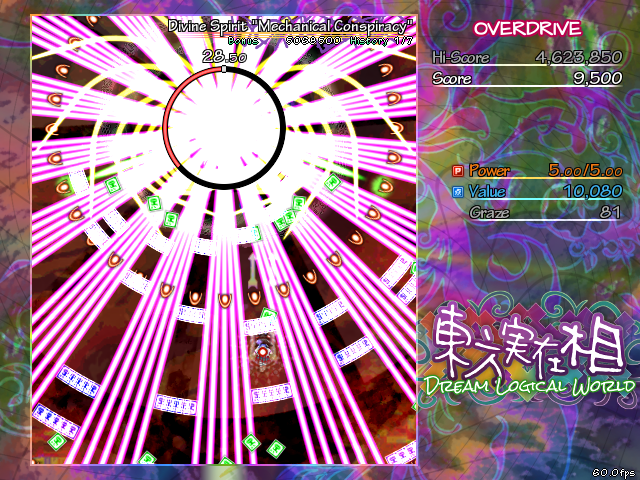 Divine Spirit "Mechanical Conspiracy"
Bonus 5068600 History 1/7
28.50
OVERDRIVE
Hi-Score 4,623,850
Score 9,500
P Power 5.00/5.00
Value 10,080
Graze 81
東方実在相
DREAM LOGICAL WORLD
60.0fps